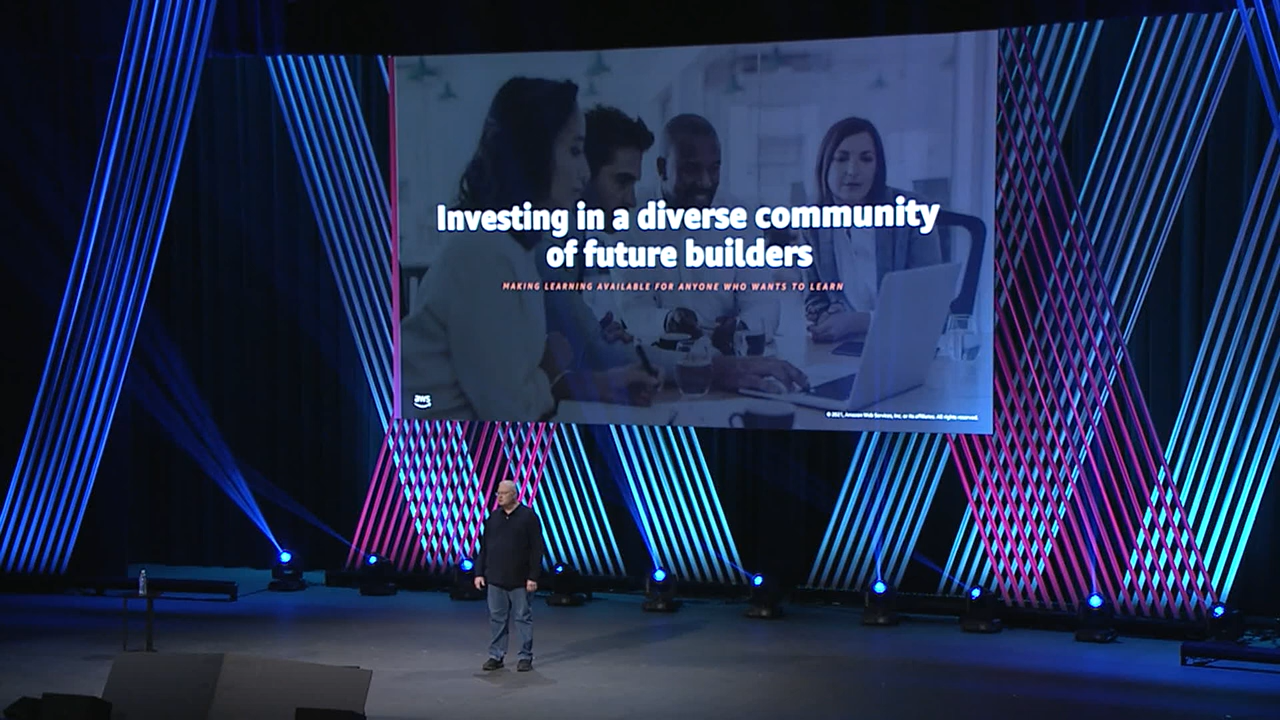 Investing in a diverse community
of future builders
MAKING LEARNING AVAILABLE FOR ANYONE WHO WANTS TO LEARN
aws
© 2021, Amazon Web Services, Inc. or its affiliates. All rights reserved.